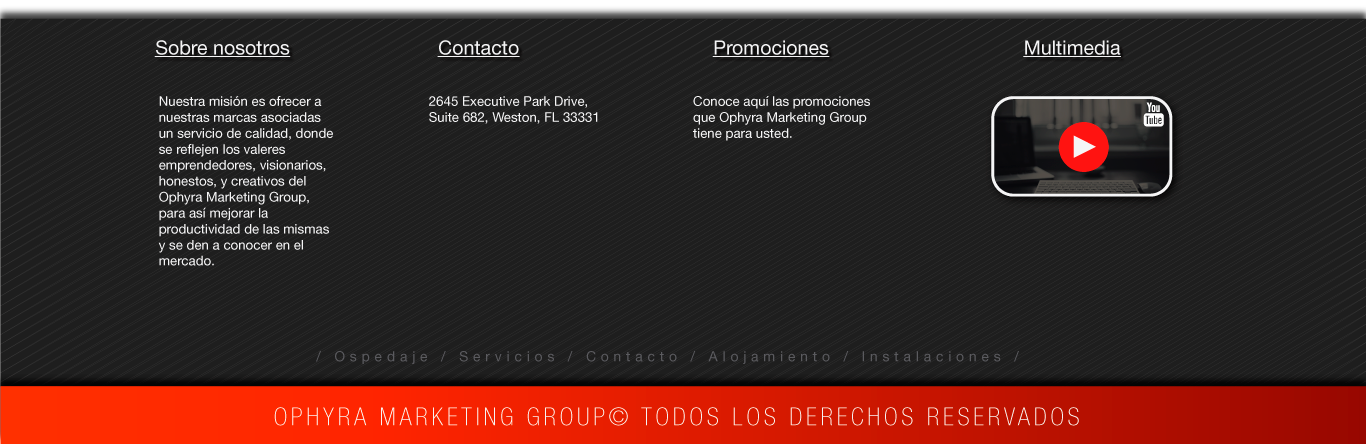 Sobre nosotros
Nuestra misión es ofrecer a
nuestras marcas asociadas
un servicio de calidad, donde
se reflejen los valeres
emprendedores, visionarios,
honestos, y creativos del
Ophyra Marketing Group,
para así mejorar la
productividad de las mismas
y se den a conocer en el
mercado.
Contacto
2645 Executive Park Drive,
Suite 682, Weston, FL 33331
Promociones
Conoce aquí las promociones
que Ophyra Marketing Group
tiene para usted.
Multimedia
You
Tube
/ Ospedaje / Servicios / Contacto / Alojamiento / Instalaciones /
OPHYRA MARKETING GROUP© TODOS LOS DERECHOS RESERVADOS